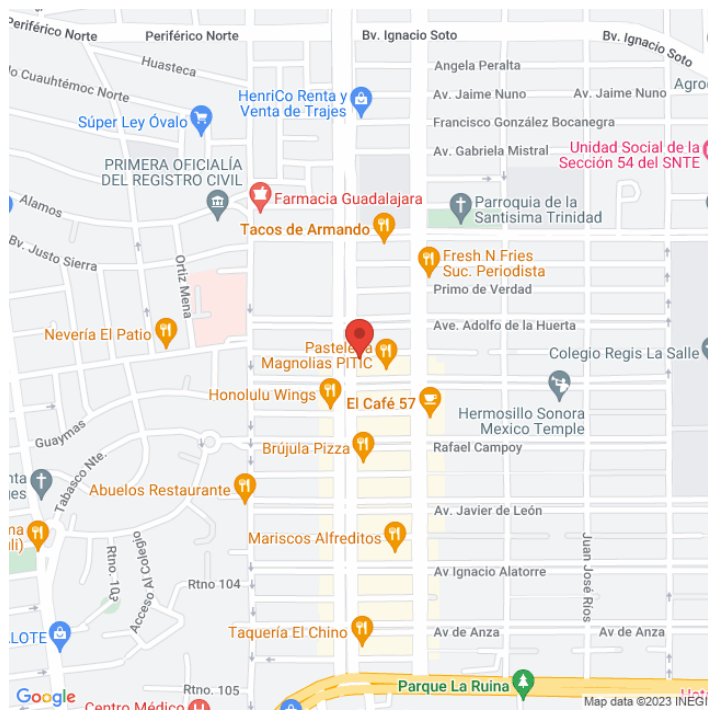 Periférico Norte
Periférico Norte
Bv. Ignacio Soto
Bv. Ignacio Soto
Huasteca
Angela Peralta
Cuauhtémoc Norte
HenriCo Renta y
Venta de Trajes
Av. Jaime Nuno
Av. Jaime Nuno
Súper Ley Óvalo
Francisco González Bocanegra
Av. Gabriela Mistral
Unidad Social de la
Sección 54 del SNTE
PRIMERA OFICIALÍA
DEL REGISTRO CIVIL
Farmacia Guadalajara
Parroquia de la
Santisima Trinidad
Alamos
Tacos de Armando
Bv. Justo Sierra
Ortiz Mena
Fresh N Fries
Suc. Periodista
Primo de Verdad
Nevería El Patio
Ave. Adolfo de la Huerta
Magnolias PITIC
Colegio Regis La Salle
Honolulu Wings
El Café 57
Hermosillo Sonora
Mexico Temple
Guaymas
Brújula Pizza
Rafael Campoy
Tabasco Nte.
Abuelos Restaurante
Av. Javier de León
Mariscos Alfreditos
Juan José Ríos
Rtno. 103
Acceso Al Colegio
Rtno 104
Av Ignacio Alatorre
Taquería El Chino
Av de Anza
Av de Anza
Rtno. 105
Parque La Ruina
Google
Centro Médico
Map data ©2023 INEGI